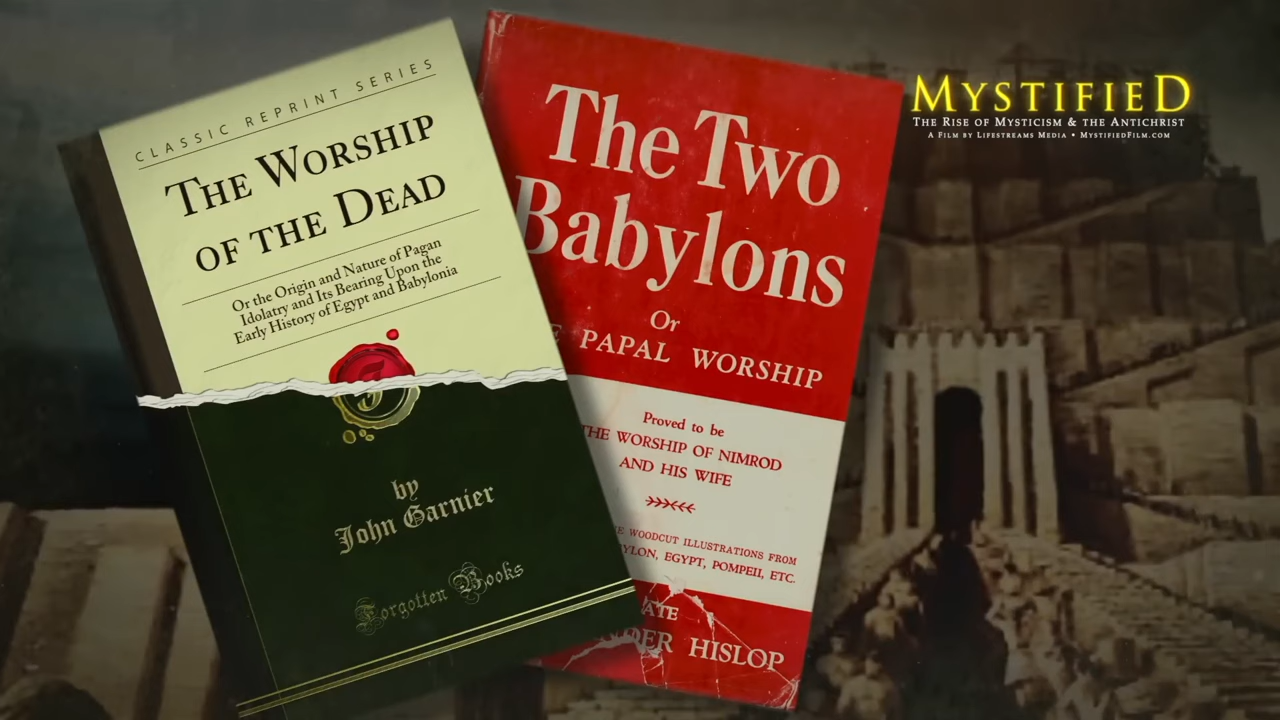 CLASSIC REPRINT SERIES
THE WORSHIP
OF THE DEAD
Or the Origin and Nature of Pagan
Idolatry and Its Bearing Upon the
Early History of Egypt and Babylonia
by
John Garnier
Forgotten Books
The Two
Babylons
Or
PAPAL WORSHIP
Proved to be
THE WORSHIP OF NIMROD
AND HIS WIFE
WOODCUT ILLUSTRATIONS FROM
YLON, EGYPT, POMPEII, ETC.
ATE
NDER HISLOP
MYSTIFIED
THE RISE OF MYSTICISM & THE ANTICHRIST
A FILM BY LIFESTREAMS MEDIA • MYSTIFIEDFILM.COM